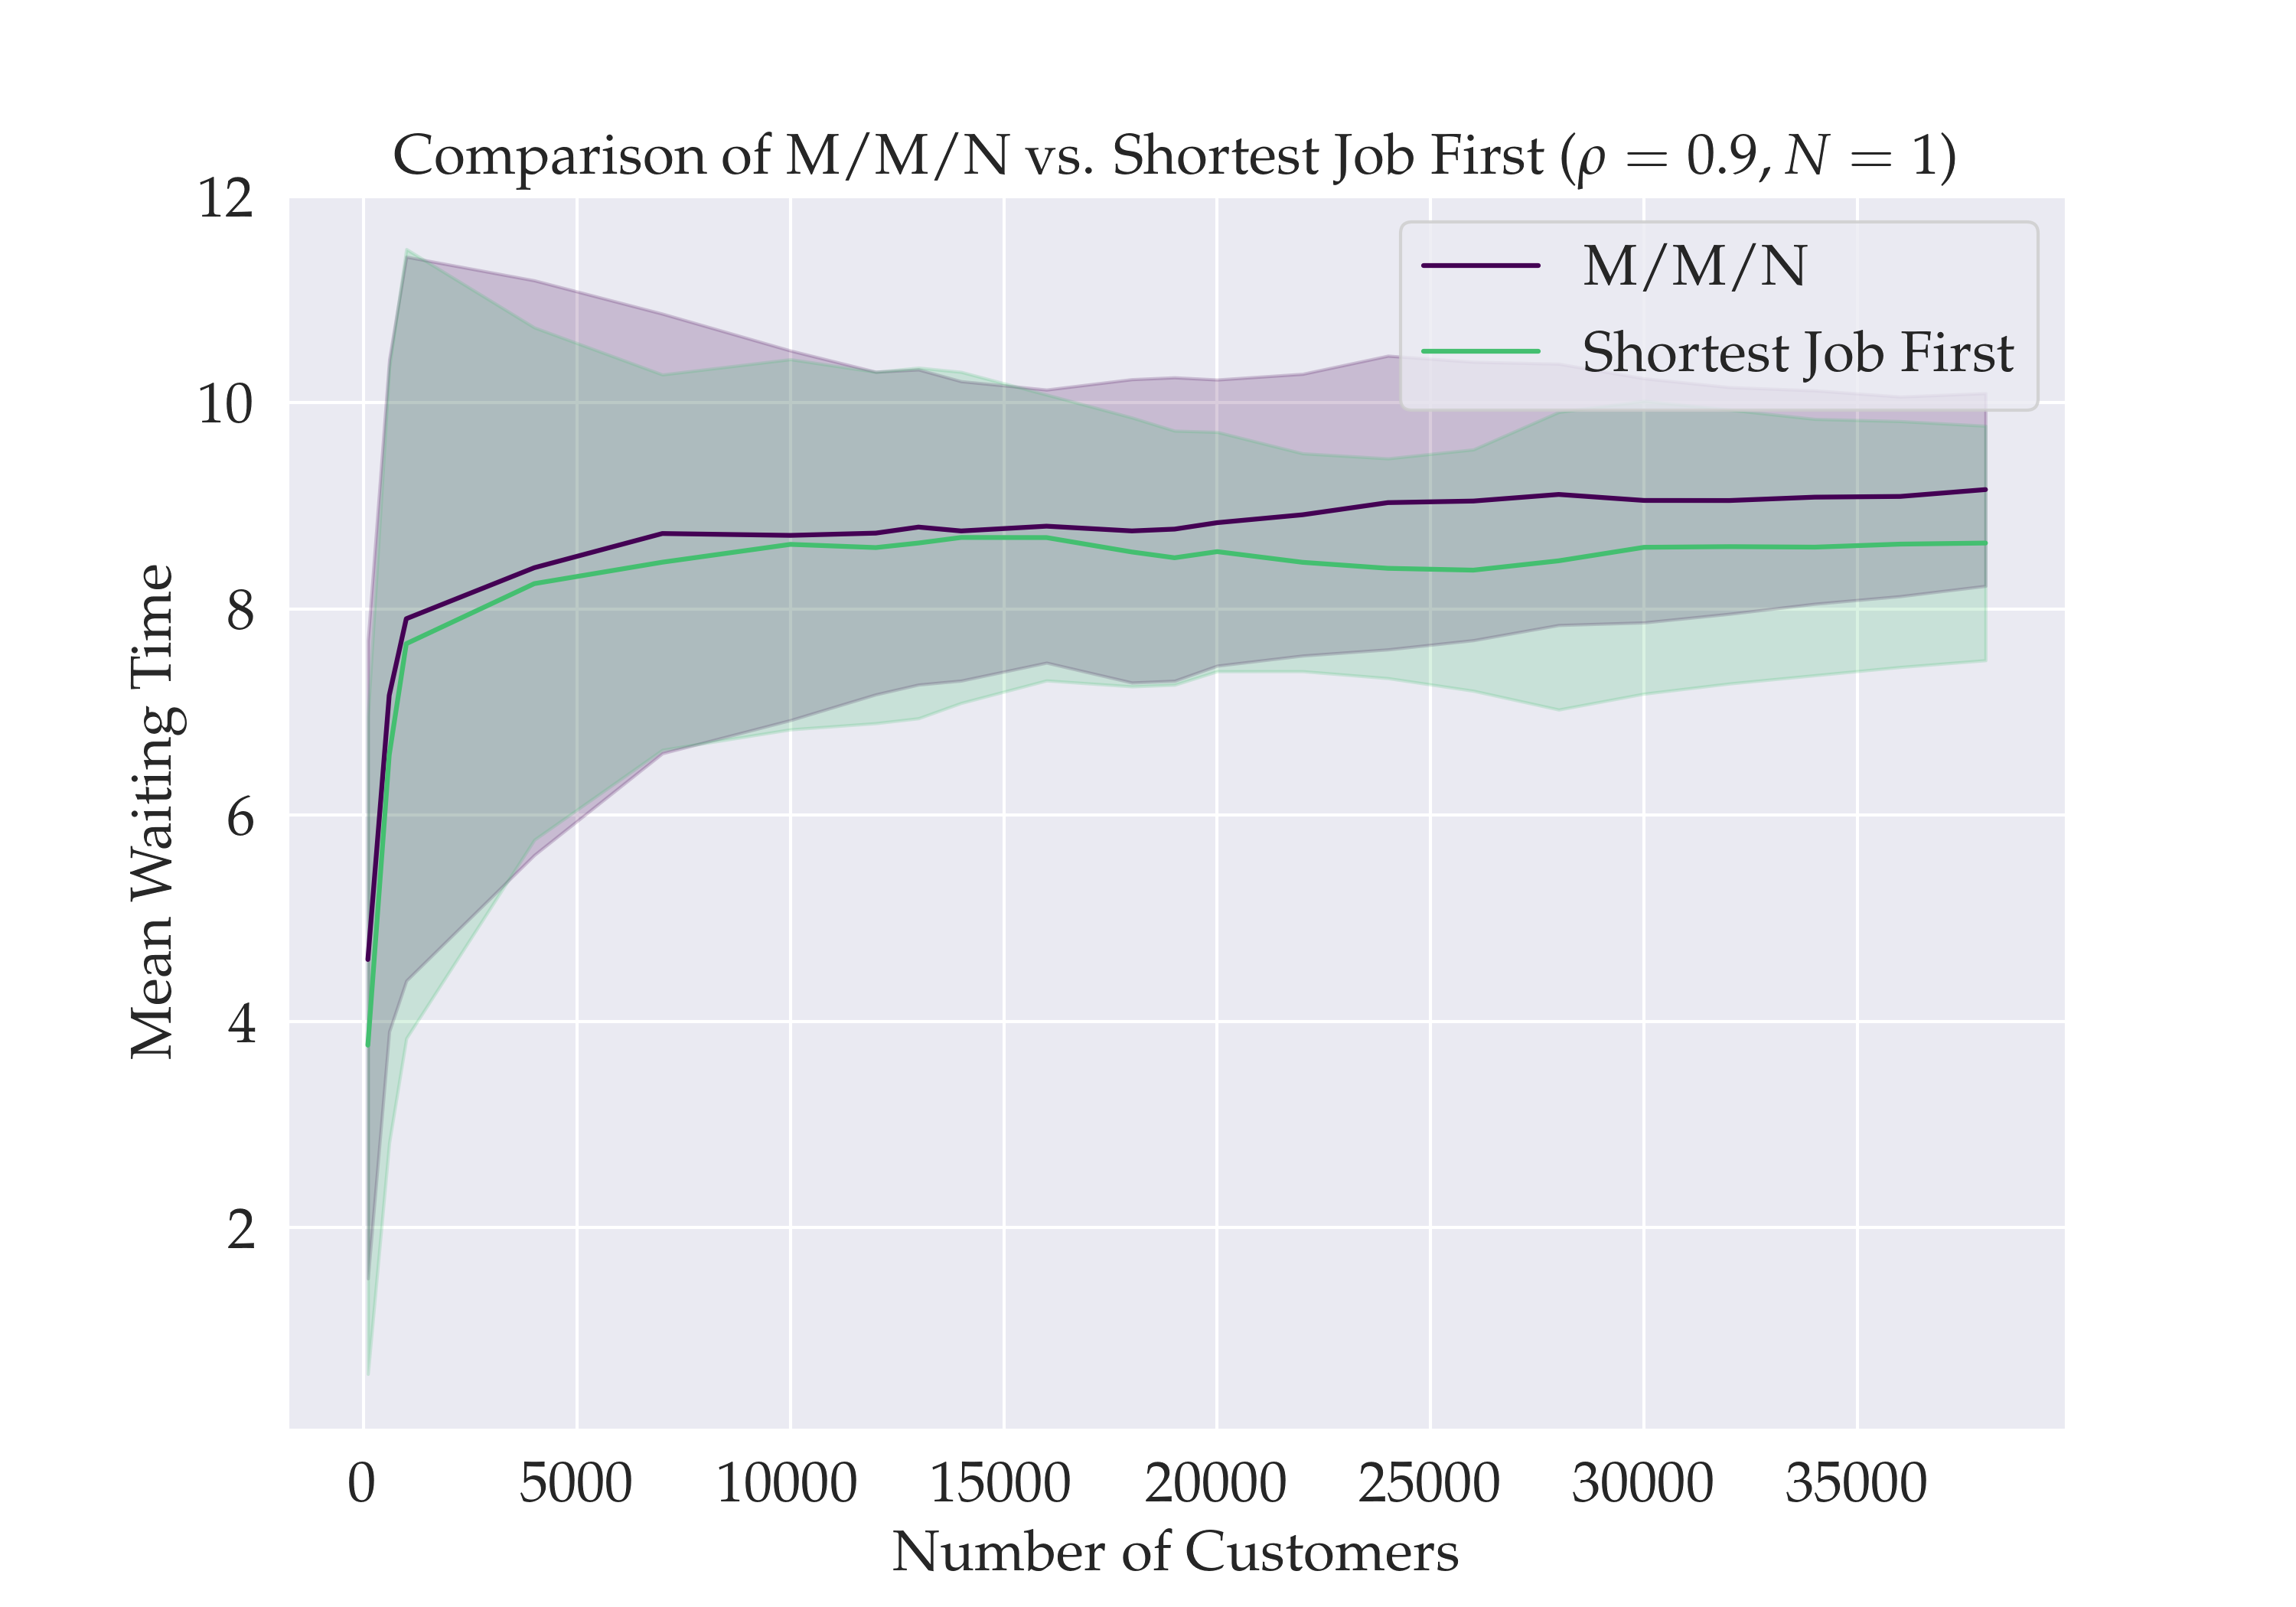 Comparison of M/M/N vs. Shortest Job First (ρ = 0.9, N = 1)
12
10
8
6
4
2
Mean Waiting Time
M/M/N
Shortest Job First
0 5000 10000 15000 20000 25000 30000 35000
Number of Customers